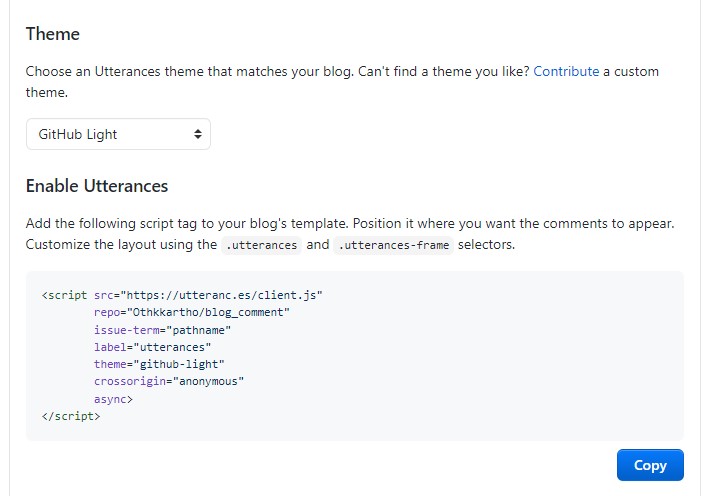 Theme
Choose an Utterances theme that matches your blog. Can't find a theme you like? Contribute a custom
theme.
GitHub Light
Enable Utterances
Add the following script tag to your blog's template. Position it where you want the comments to appear.
Customize the layout using the .utterances and .utterances-frame selectors.
<script src="https://utteranc.es/client.js"
        repo="Othkkartho/blog_comment"
        issue-term="pathname"
        label="utterances"
        theme="github-light"
        crossorigin="anonymous"
        async>
</script>
Copy